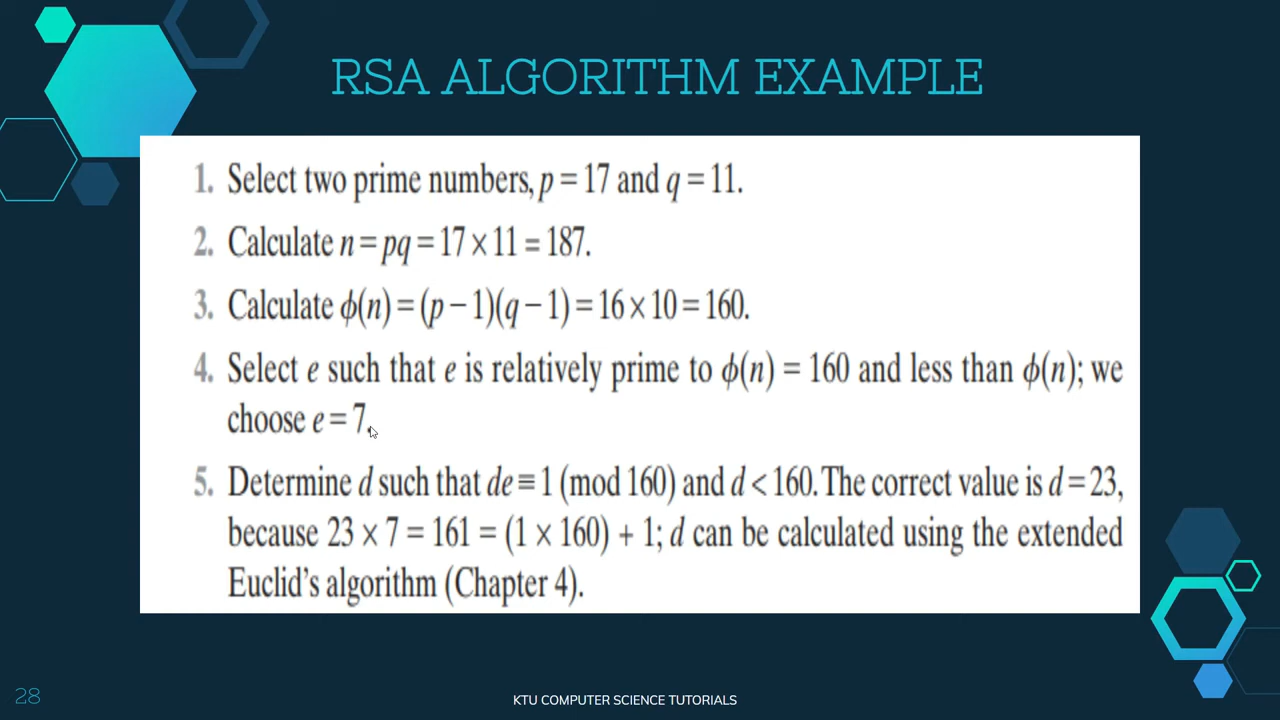 RSA ALGORITHM EXAMPLE
1. Select two prime numbers, p = 17 and q = 11.
2. Calculate n = pq = 17 × 11 = 187.
3. Calculate ϕ(n) = (p − 1)(q − 1) = 16 × 10 = 160.
4. Select e such that e is relatively prime to ϕ(n) = 160 and less than ϕ(n); we
choose e = 7.
5. Determine d such that de ≡ 1 (mod 160) and d < 160. The correct value is d = 23,
because 23 × 7 = 161 = (1 × 160) + 1; d can be calculated using the extended
Euclid's algorithm (Chapter 4).
28
KTU COMPUTER SCIENCE TUTORIALS